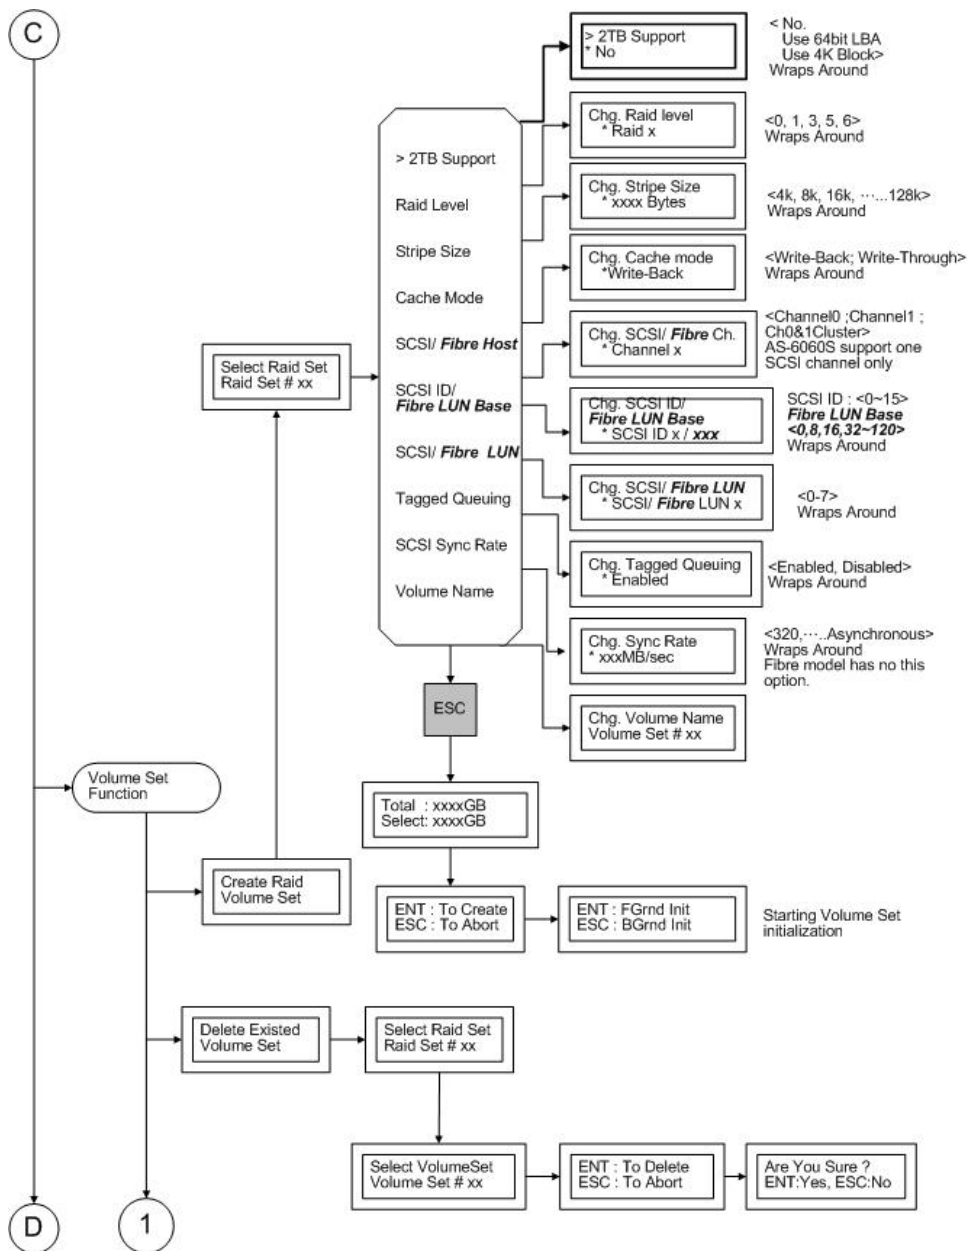 C
> 2TB Support
* No
< No.
Use 64bit LBA
Use 4K Block>
Wraps Around
Chg. Raid level
* Raid x
<0, 1, 3, 5, 6>
Wraps Around
Chg. Stripe Size
* xxxx Bytes
<4k, 8k, 16k, ⋯...128k>
Wraps Around
Chg. Cache mode
*Write-Back
<Write-Back; Write-Through>
Wraps Around
Chg. SCSI/ Fibre Ch.
* Channel x
<Channel0 ;Channel1 ;
Ch0&1Cluster>
AS-6060S support one
SCSI channel only
Chg. SCSI ID/
Fibre LUN Base
* SCSI ID x / xxx
SCSI ID : <0~15>
Fibre LUN Base
<0,8,16,32~120>
Wraps Around
Chg. SCSI/ Fibre LUN
* SCSI/ Fibre LUN x
<0-7>
Wraps Around
Chg. Tagged Queuing
* Enabled
<Enabled, Disabled>
Wraps Around
Chg. Sync Rate
* xxxMB/sec
<320,⋯..Asynchronous>
Wraps Around
Fibre model has no this
option.
Chg. Volume Name
Volume Set # xx
> 2TB Support
Raid Level
Stripe Size
Cache Mode
SCSI/ Fibre Host
SCSI ID/
Fibre LUN Base
SCSI/ Fibre LUN
Tagged Queuing
SCSI Sync Rate
Volume Name
Select Raid Set
Raid Set # xx
ESC
Volume Set
Function
Total : xxxxGB
Select: xxxxGB
Create Raid
Volume Set
ENT : To Create
ESC : To Abort
ENT : FGrnd Init
ESC : BGrnd Init
Starting Volume Set
initialization
Delete Existed
Volume Set
Select Raid Set
Raid Set # xx
Select VolumeSet
Volume Set # xx
ENT : To Delete
ESC : To Abort
Are You Sure ?
ENT:Yes, ESC:No
D
1